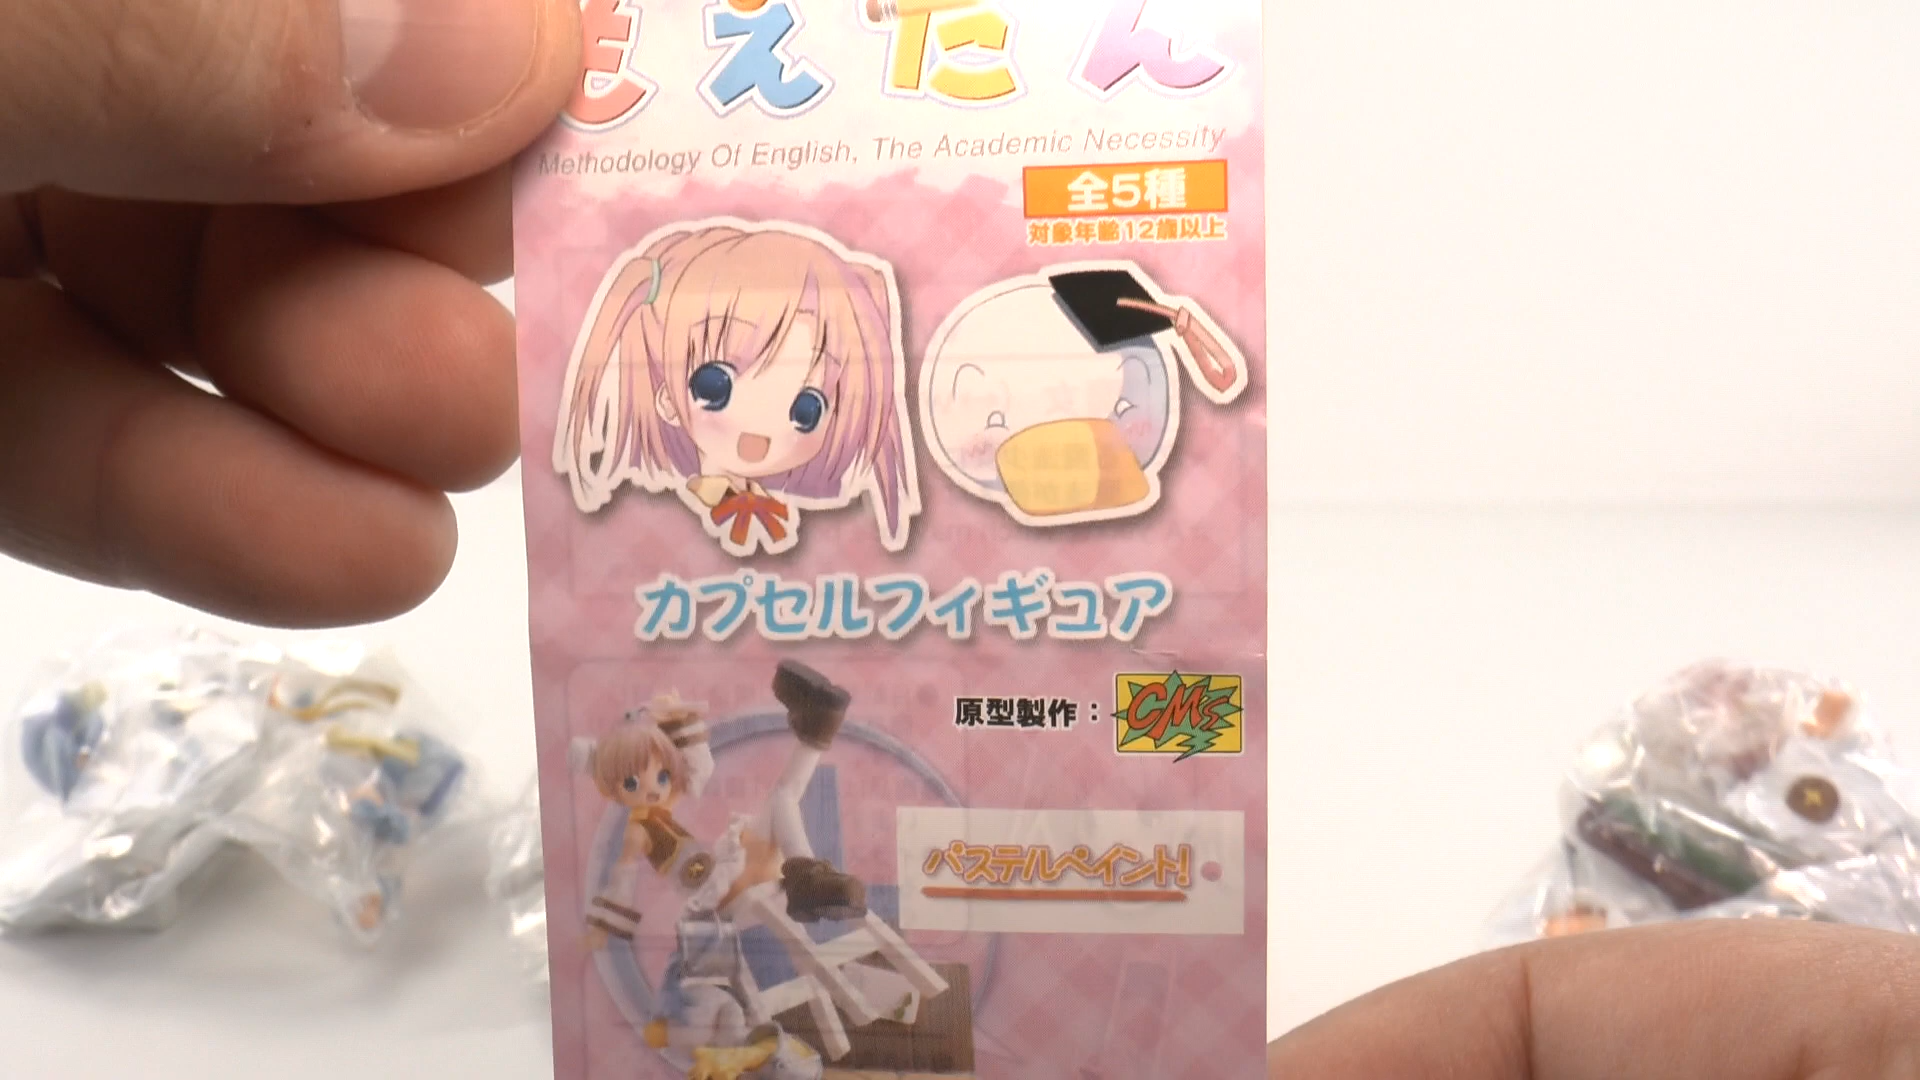 もえたん
Methodology Of English, The Academic Necessity
全5種
対象年齢12歳以上
カプセルフィギュア
原型製作：CMs
パステルペイント!